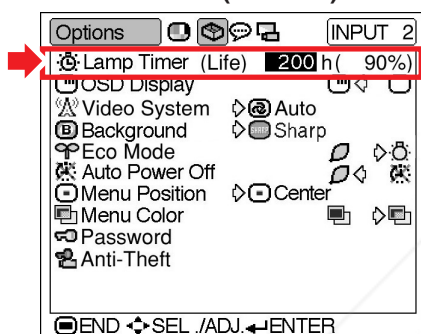 Options INPUT 2
Lamp Timer (Life) 200 h( 90%)
OSD Display
Video System Auto
B Background SHARP Sharp
Eco Mode
Auto Power Off
Menu Position Center
Menu Color
Password
Anti-Theft
END SEL./ADJ. ENTER